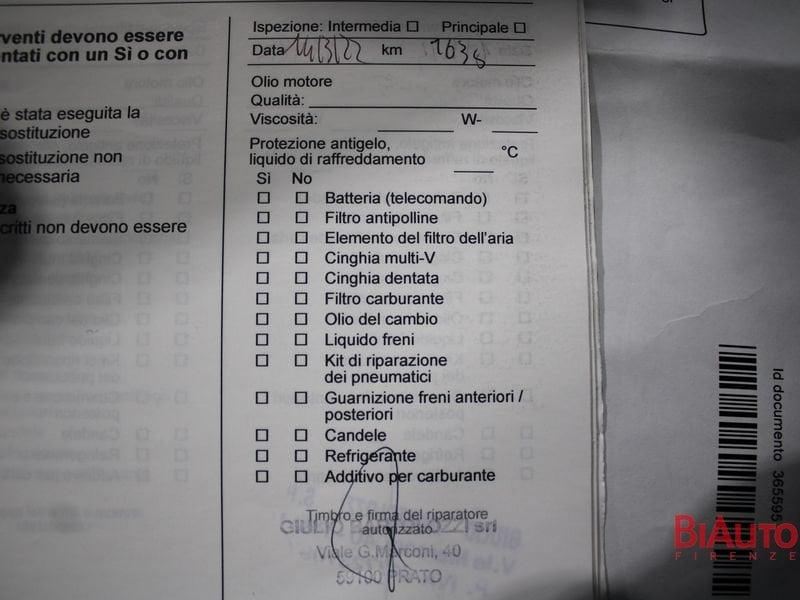 venti devono essere
ntati con un Sì o con
è stata eseguita la
sostituzione
sostituzione non
necessaria
za
critti non devono essere
Ispezione: Intermedia ☐ Principale ☐
Data 14/3/22 km 1638
Olio motore
Qualità:
Viscosità: W-
Protezione antigelo,
liquido di raffreddamento °C
Sì No
☐ ☐ Batteria (telecomando)
☐ ☐ Filtro antipolline
☐ ☐ Elemento del filtro dell'aria
☐ ☐ Cinghia multi-V
☐ ☐ Cinghia dentata
☐ ☐ Filtro carburante
☐ ☐ Olio del cambio
☐ ☐ Liquido freni
☐ ☐ Kit di riparazione
dei pneumatici
☐ ☐ Guarnizione freni anteriori /
posteriori
☐ ☐ Candele
☐ ☐ Refrigerante
☐ ☐ Additivo per carburante
Timbro e firma del riparatore
autorizzato
GIULIO srl
Viale G.Marconi, 40
59100 PRATO
Id documento 365595
BIAUTO
FIRENZE